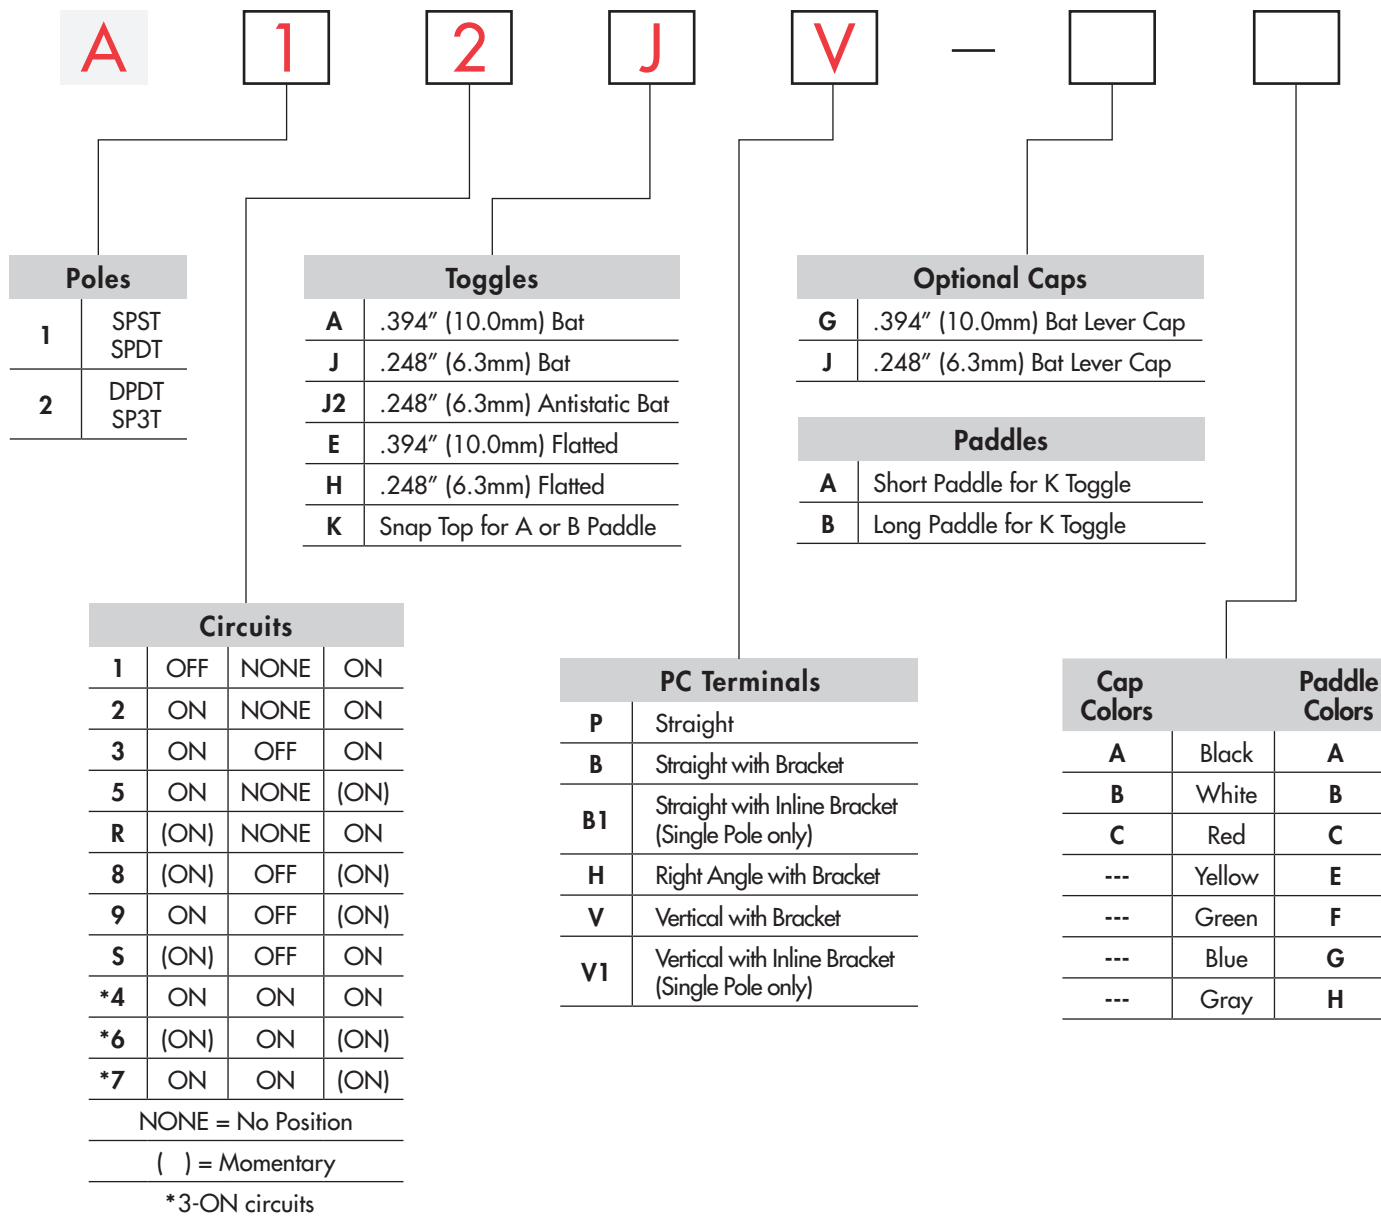 A 1 2 J V —
Poles
1 SPST
SPDT
2 DPDT
SP3T
Toggles
A .394" (10.0mm) Bat
J .248" (6.3mm) Bat
J2 .248" (6.3mm) Antistatic Bat
E .394" (10.0mm) Flatted
H .248" (6.3mm) Flatted
K Snap Top for A or B Paddle
Optional Caps
G .394" (10.0mm) Bat Lever Cap
J .248" (6.3mm) Bat Lever Cap
Paddles
A Short Paddle for K Toggle
B Long Paddle for K Toggle
Circuits
1 OFF NONE ON
2 ON NONE ON
3 ON OFF ON
5 ON NONE (ON)
R (ON) NONE ON
8 (ON) OFF (ON)
9 ON OFF (ON)
S (ON) OFF ON
*4 ON ON ON
*6 (ON) ON (ON)
*7 ON ON (ON)
NONE = No Position
( ) = Momentary
*3-ON circuits
PC Terminals
P Straight
B Straight with Bracket
B1 Straight with Inline Bracket
(Single Pole only)
H Right Angle with Bracket
V Vertical with Bracket
V1 Vertical with Inline Bracket
(Single Pole only)
Cap Paddle
Colors Colors
A Black A
B White B
C Red C
--- Yellow E
--- Green F
--- Blue G
--- Gray H